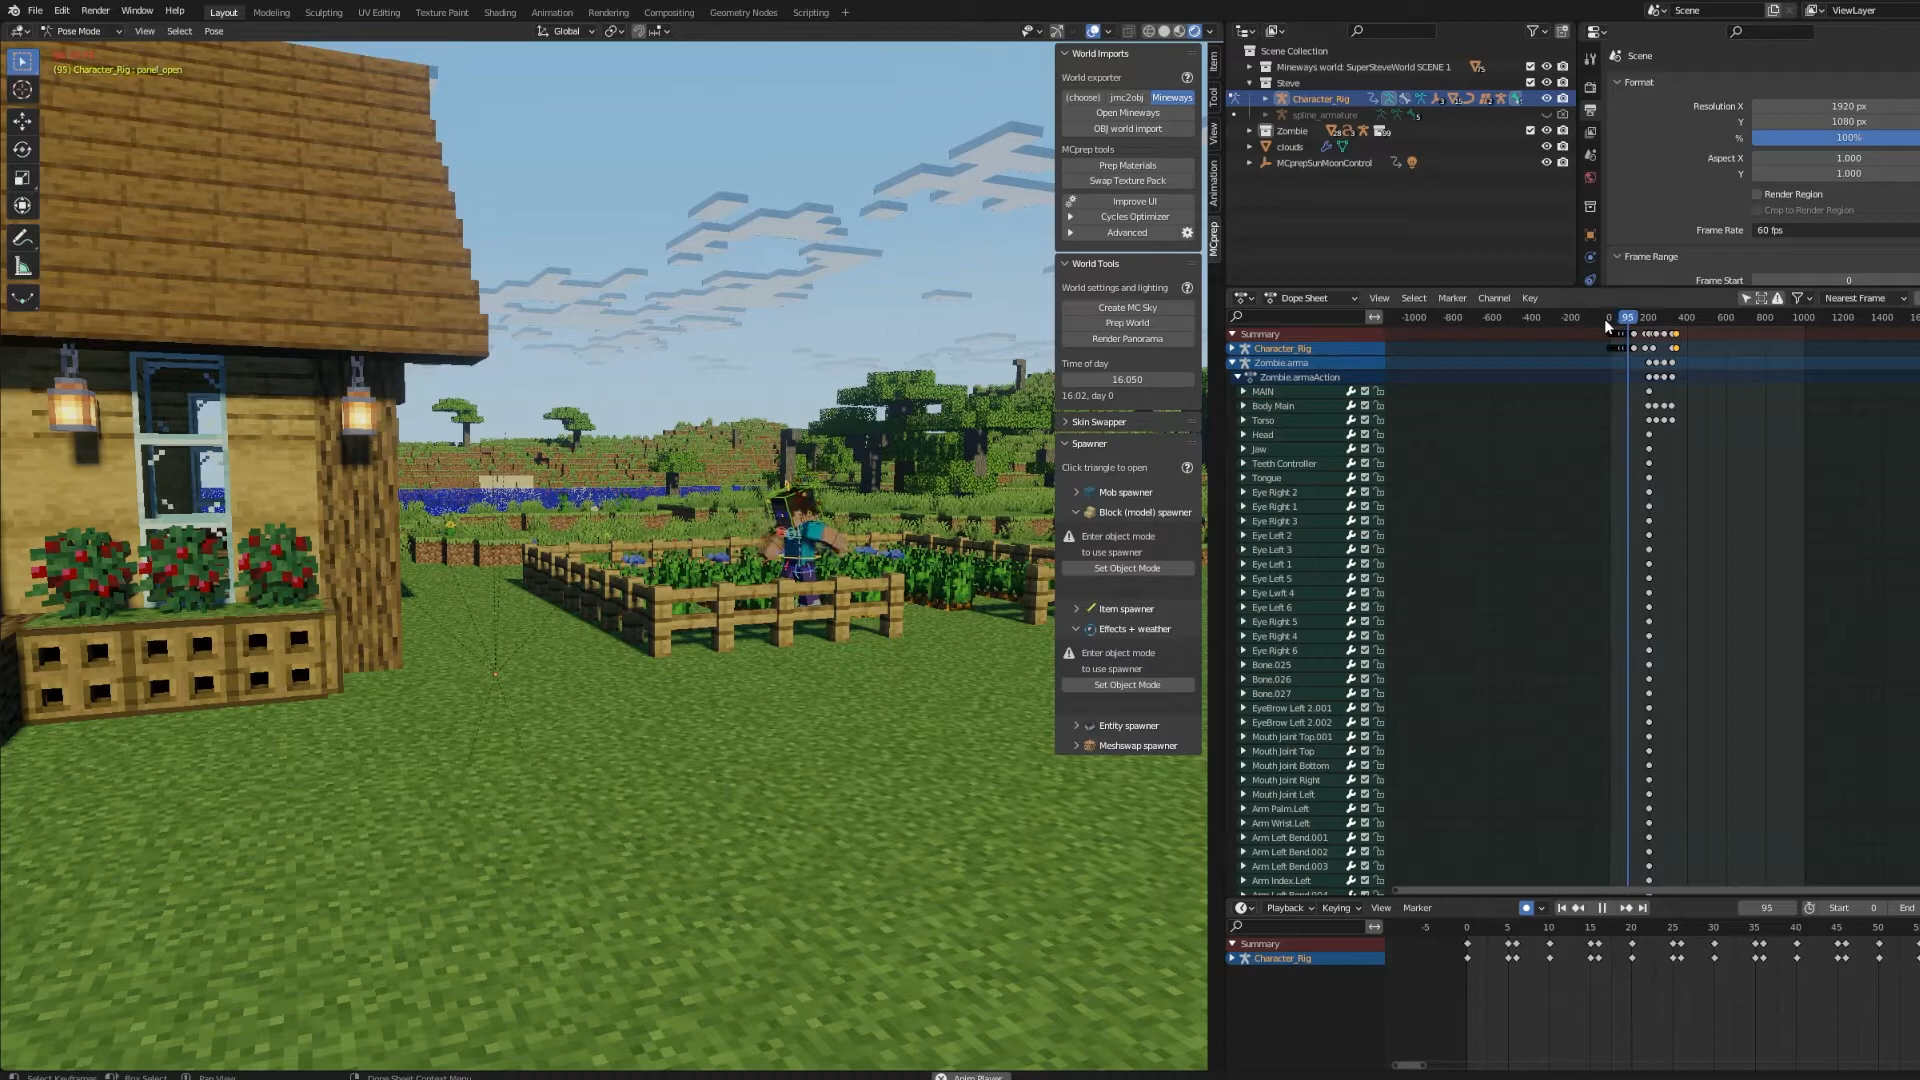 File Edit Render Window Help Layout Modeling Sculpting UV Editing Texture Paint Shading Animation Rendering Compositing Geometry Nodes Scripting + Scene ViewLayer
Pose Mode View Select Pose Global
(95) Character_Rig : panel_open
World Imports
World exporter
(choose) jmc2obj Mineways
Open Mineways
OBJ world import
MCprep tools
Prep Materials
Swap Texture Pack
Improve UI
Cycles Optimizer
Advanced
World Tools
World settings and lighting
Create MC Sky
Prep World
Render Panorama
Time of day
16.050
16.02, day 0
Skin Swapper
Spawner
Click triangle to open
Mob spawner
Block (model) spawner
Enter object mode
to use spawner
Set Object Mode
Item spawner
Effects + weather
Enter object mode
to use spawner
Set Object Mode
Entity spawner
Meshswap spawner
Item
Tool
View
Animation
MCprep
Scene Collection
Mineways world: SuperSteveWorld SCENE 1
Steve
Character_Rig
spline_armature
Zombie
clouds
MCprepSunMoonControl
Scene
Format
Resolution X 1920 px
Y 1080 px
% 100%
Aspect X 1.000
Y 1.000
Render Region
Crop to Render Region
Frame Rate 60 fps
Frame Range
Frame Start 0
Dope Sheet View Select Marker Channel Key Nearest Frame
-1000 -800 -600 -400 -200 0 95 200 400 600 800 1000 1200 1400
Summary
Character_Rig
Zombie.arma
Zombie.armaAction
MAIN
Body Main
Torso
Head
Jaw
Teeth Controller
Tongue
Eye Right 2
Eye Right 1
Eye Right 3
Eye Left 2
Eye Left 3
Eye Left 1
Eye Left 5
Eye Lwft 4
Eye Left 6
Eye Right 5
Eye Right 4
Eye Right 6
Bone.025
Bone.026
Bone.027
EyeBrow Left 2.001
EyeBrow Left 2.002
Mouth Joint Top.001
Mouth Joint Top
Mouth Joint Bottom
Mouth Joint Right
Mouth Joint Left
Arm Palm.Left
Arm Wrist.Left
Arm Left Bend.001
Arm Left Bend.002
Arm Left Bend.003
Arm Index.Left
Arm Left Bend.004
Playback Keying View Marker 95 Start 0 End
-5 0 5 10 15 20 25 30 35 40 45 50
Summary
Character_Rig
Select Keyframes Box Select Pan View Dope Sheet Context Menu Anim Player